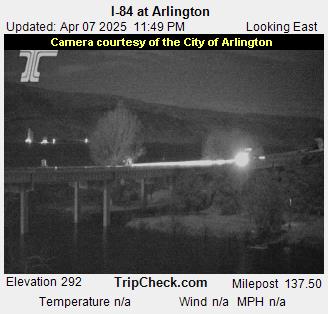 I-84 at Arlington
Updated: Apr 07 2025 11:49 PM Looking East
Camera courtesy of the City of Arlington
Elevation 292 TripCheck.com Milepost 137.50
Temperature n/a Wind n/a MPH n/a